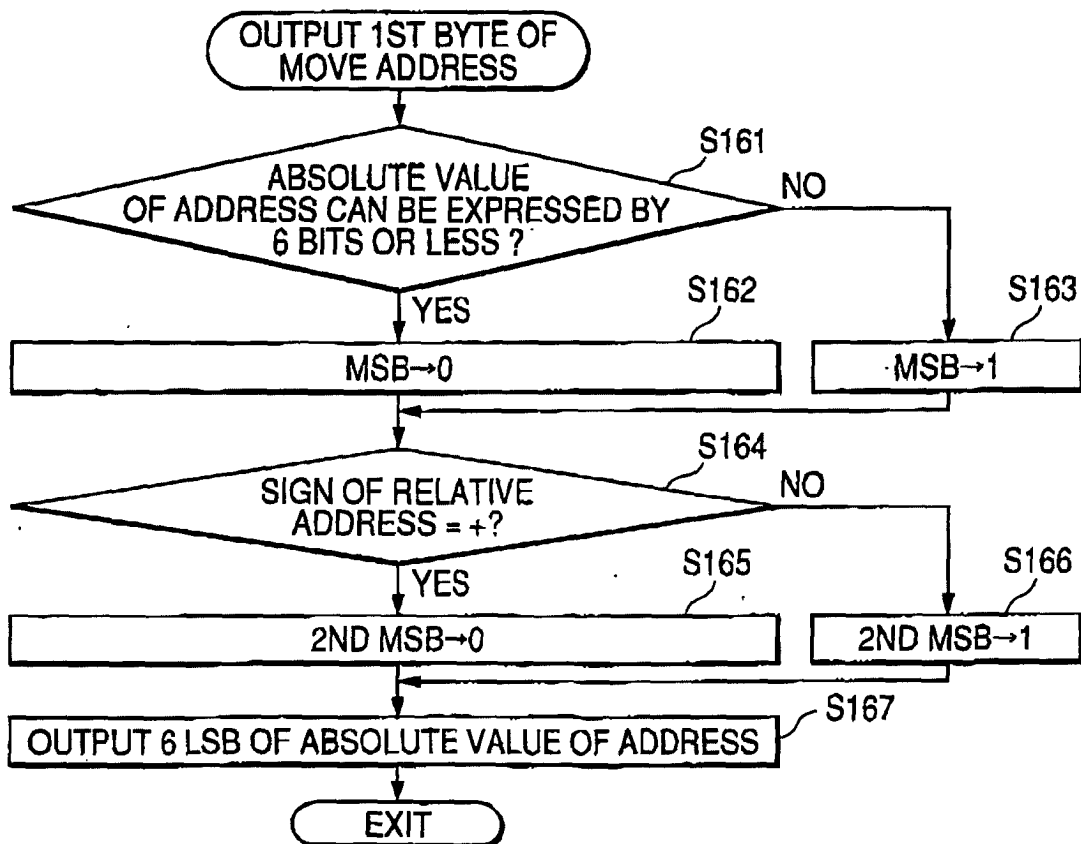 OUTPUT 1ST BYTE OF
MOVE ADDRESS
S161
ABSOLUTE VALUE
OF ADDRESS CAN BE EXPRESSED BY
6 BITS OR LESS ?
NO
YES
S162
S163
MSB→0
MSB→1
S164
SIGN OF RELATIVE
ADDRESS = +?
NO
YES
S165
S166
2ND MSB→0
2ND MSB→1
S167
OUTPUT 6 LSB OF ABSOLUTE VALUE OF ADDRESS
EXIT